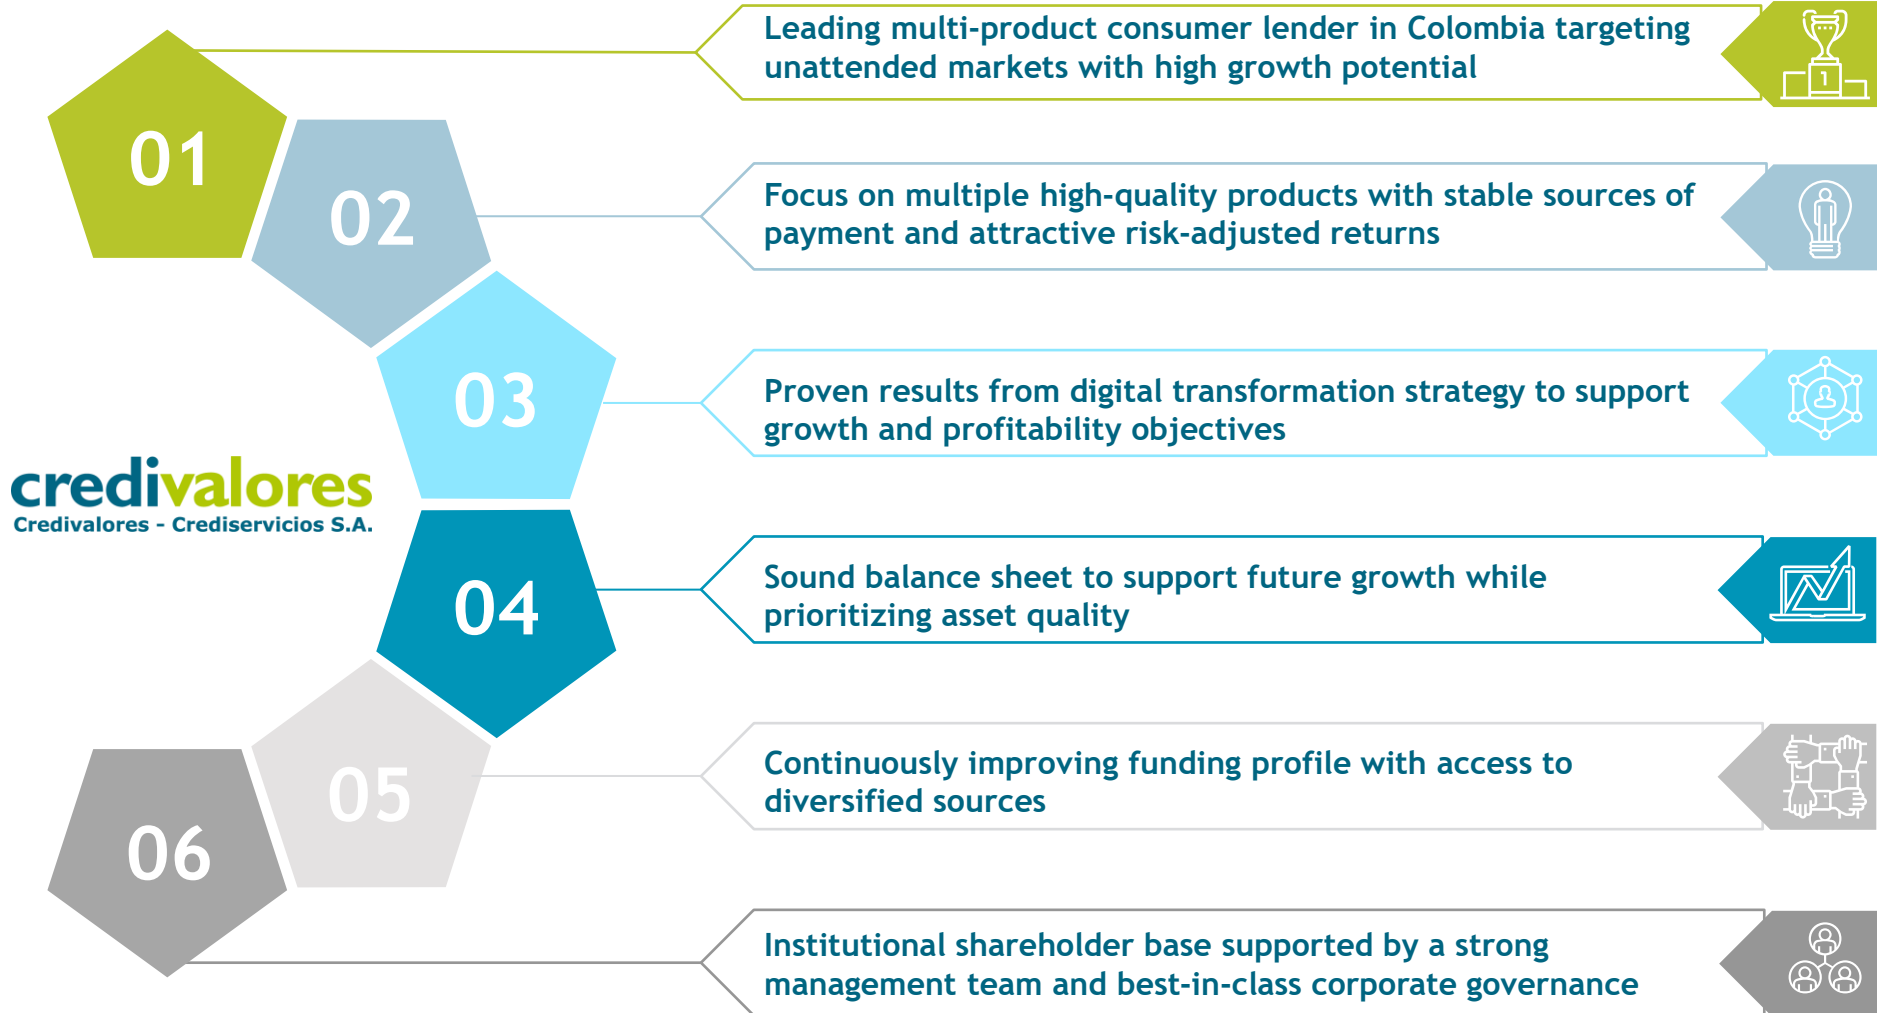 01
Leading multi-product consumer lender in Colombia targeting
unattended markets with high growth potential
1
02
Focus on multiple high-quality products with stable sources of
payment and attractive risk-adjusted returns
03
Proven results from digital transformation strategy to support
growth and profitability objectives
credivalores
Credivalores - Crediservicios S.A.
04
Sound balance sheet to support future growth while
prioritizing asset quality
05
Continuously improving funding profile with access to
diversified sources
06
Institutional shareholder base supported by a strong
management team and best-in-class corporate governance